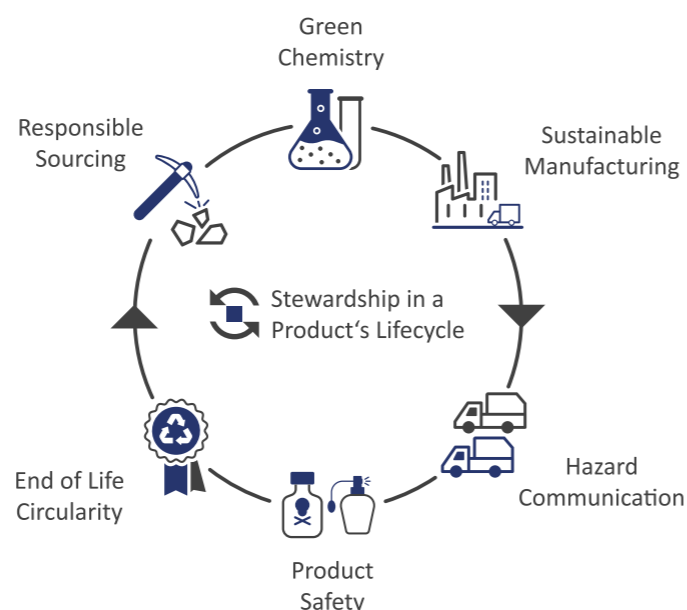 Green
Chemistry
Responsible
Sourcing
Sustainable
Manufacturing
Stewardship in a
Product‘s Lifecycle
End of Life
Circularity
Hazard
Communication
Product
Safety